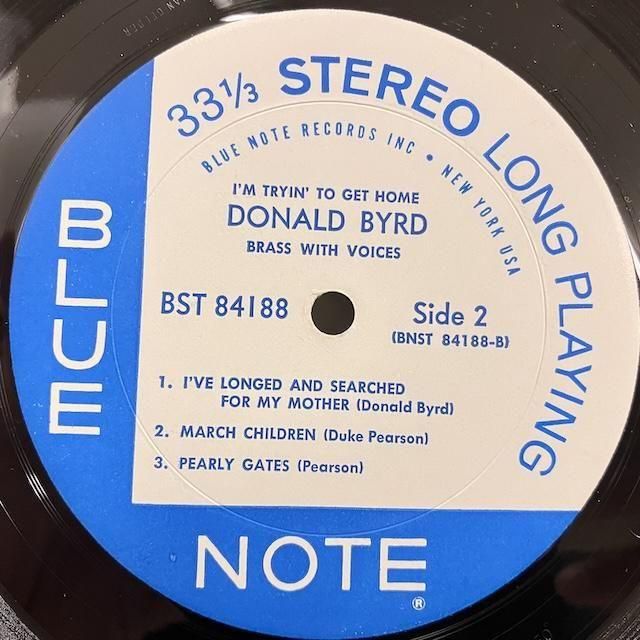 33⅓ STEREO LONG PLAYING
BLUE NOTE RECORDS INC • NEW YORK USA
I'M TRYIN' TO GET HOME
DONALD BYRD
BRASS WITH VOICES
BST 84188
Side 2
(BNST 84188-B)
1. I'VE LONGED AND SEARCHED
FOR MY MOTHER (Donald Byrd)
2. MARCH CHILDREN (Duke Pearson)
3. PEARLY GATES (Pearson)
BLUE
NOTE®